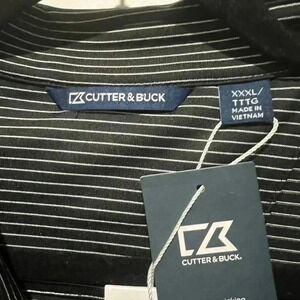 CUTTER & BUCK
XXXL/
TTTG
MADE IN
VIETNAM
CUTTER & BUCK®